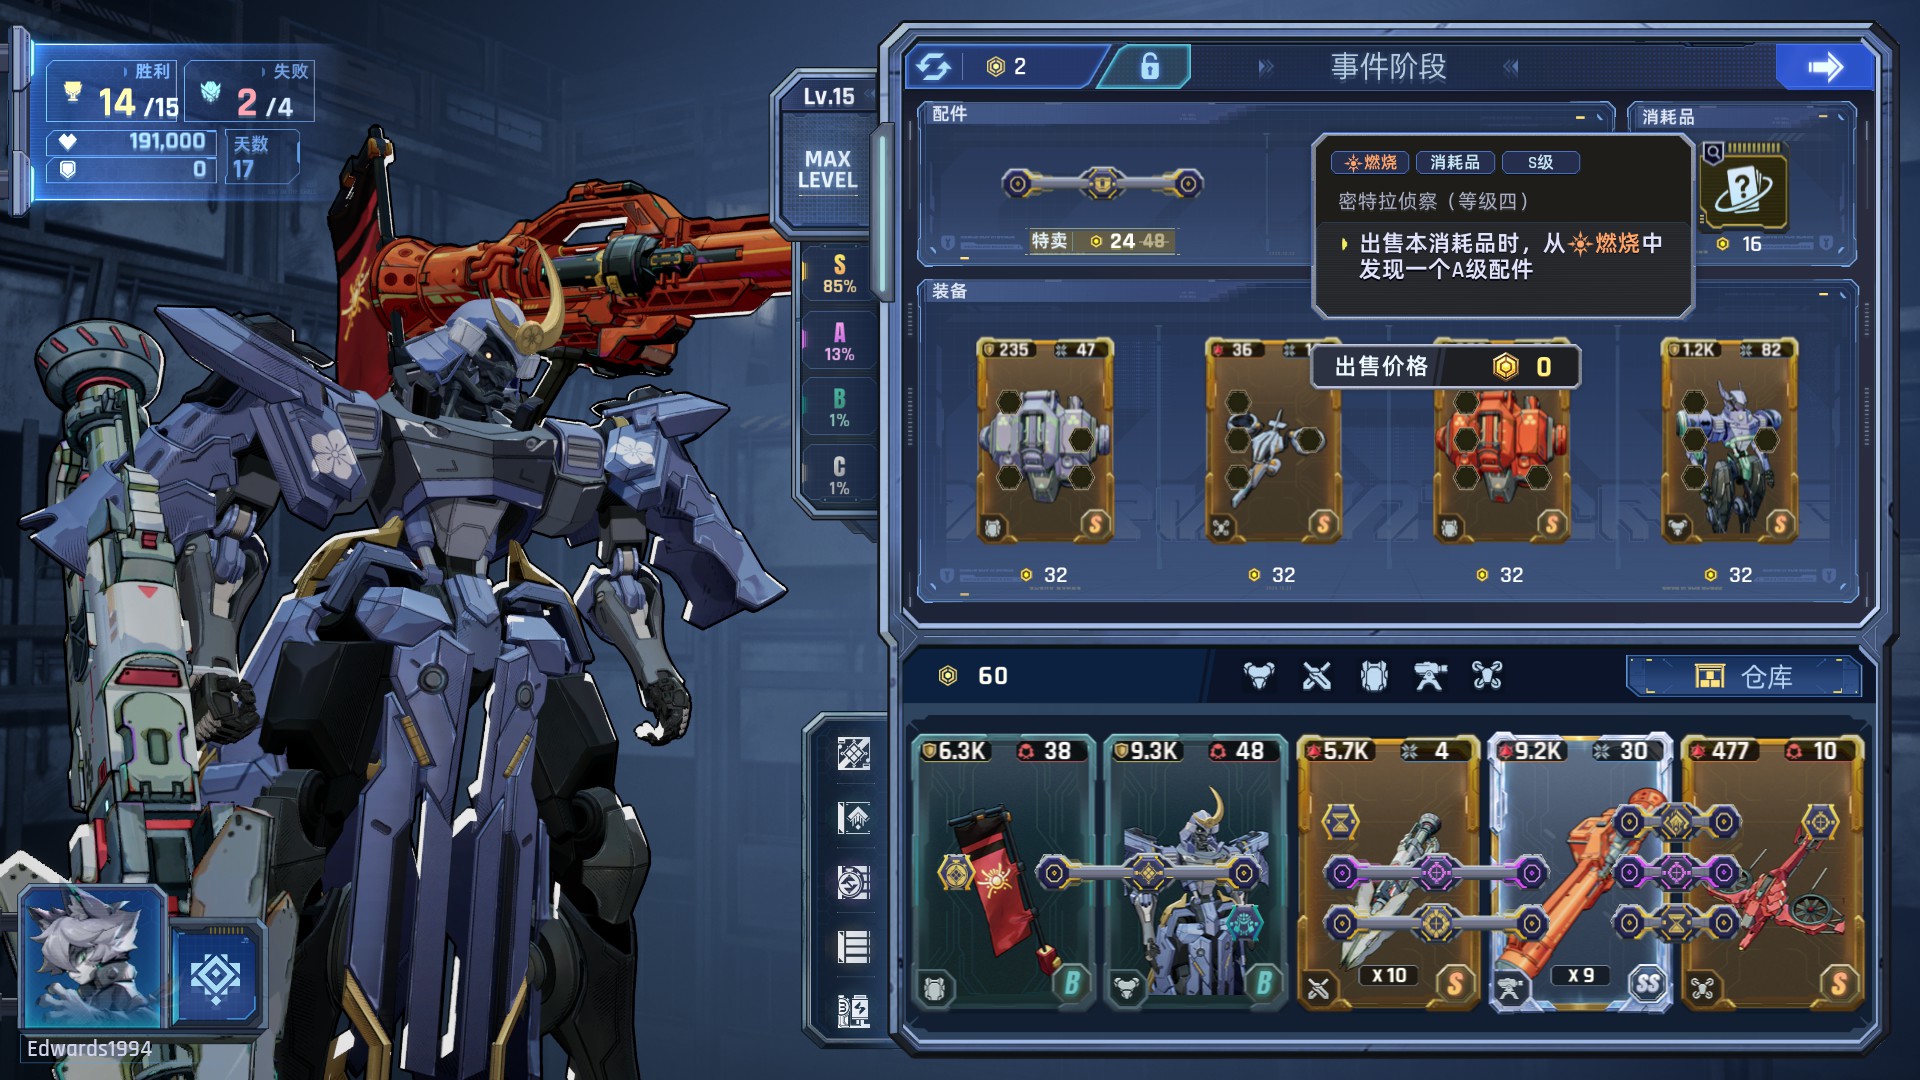 胜利
14 /15
失败
2 /4
191,000
0
天数
17
Lv.15
MAX
LEVEL
S
85%
A
13%
B
1%
C
1%
2
事件阶段
配件
特卖 24 48
消耗品
16
燃烧 消耗品 S级
密特拉侦察（等级四）
出售本消耗品时，从燃烧中
发现一个A级配件
出售价格 0
装备
235 47
S
32
36
S
32
S
32
1.2K 82
S
32
60
仓库
6.3K 38
B
9.3K 48
B
5.7K 4
x10
S
9.2K 30
x9
SS
477 10
S
Edwards1994